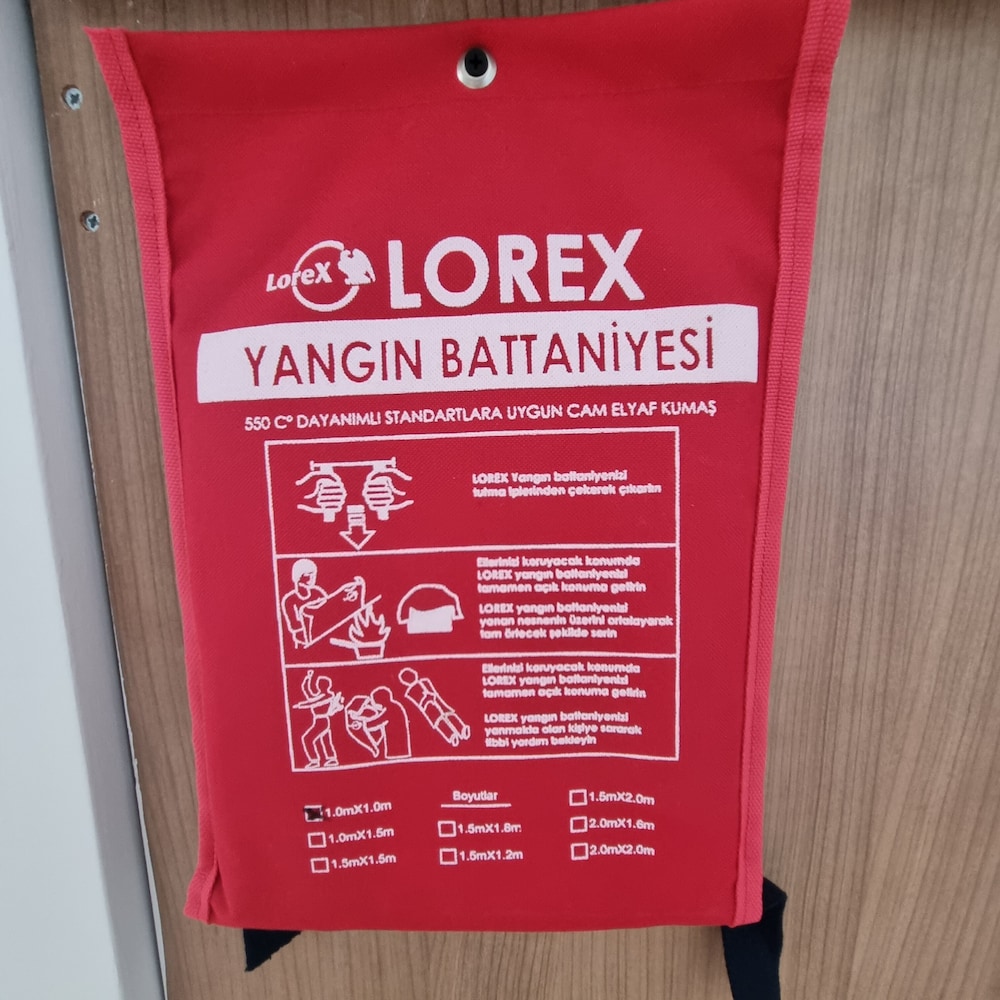 LoreX
LOREX
YANGIN BATTANİYESİ
550 C° DAYANIMLI STANDARTLARA UYGUN CAM ELYAF KUMAŞ
LOREX Yangın battaniyenizi
tutma iplerinden çekerek çıkartın
Ellerinizi koruyacak konumda
LOREX yangın battaniyenizi
tamamen açık konuma getirin
LOREX yangın battaniyenizi
yanan nesnenin üzerini ortalayarak
tam örtecek şekilde serin
Ellerinizi koruyacak konumda
LOREX yangın battaniyenizi
tamamen açık konuma getirin
LOREX yangın battaniyenizi
yanmakta olan kişiye sararak
tıbbi yardım bekleyin
Boyutlar
1.0mX1.0m
1.0mX1.5m
1.5mX1.5m
1.5mX1.8m
1.5mX1.2m
1.5mX2.0m
2.0mX1.6m
2.0mX2.0m